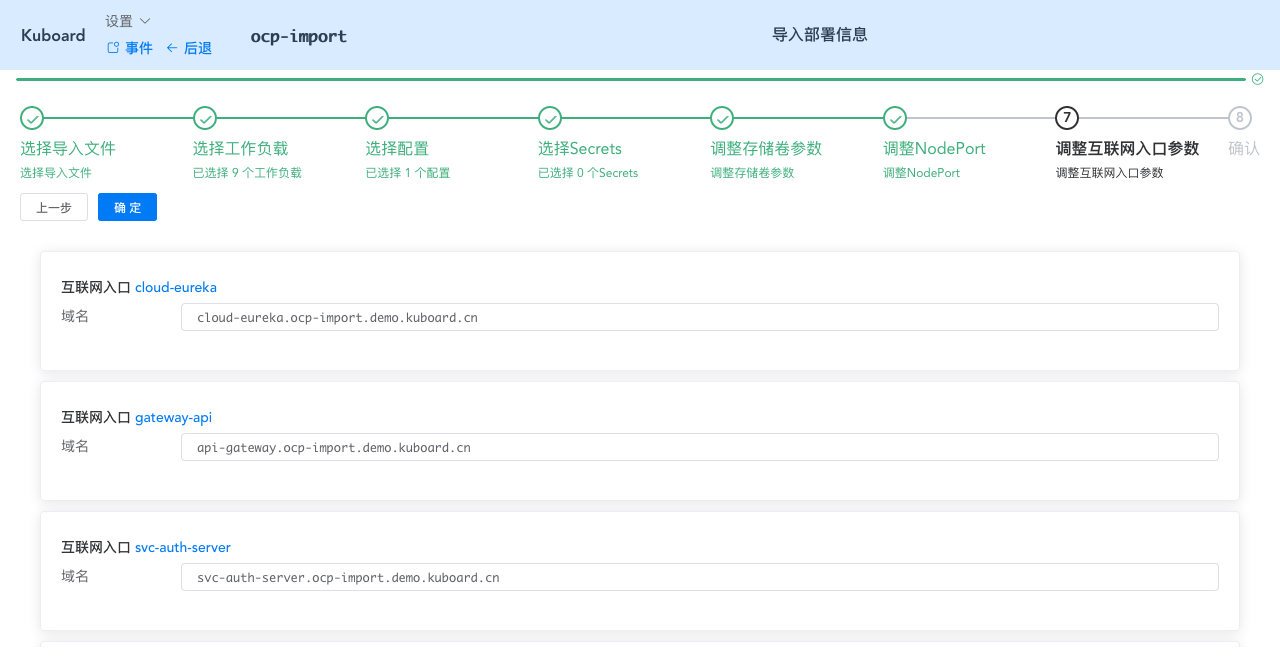 Kuboard
设置
事件 后退
ocp-import
导入部署信息
选择导入文件
选择导入文件
选择工作负载
已选择 9 个工作负载
选择配置
已选择 1 个配置
选择Secrets
已选择 0 个Secrets
调整存储卷参数
调整存储卷参数
调整NodePort
调整NodePort
7
调整互联网入口参数
调整互联网入口参数
8
确认
上一步 确 定
互联网入口 cloud-eureka
域名 cloud-eureka.ocp-import.demo.kuboard.cn
互联网入口 gateway-api
域名 api-gateway.ocp-import.demo.kuboard.cn
互联网入口 svc-auth-server
域名 svc-auth-server.ocp-import.demo.kuboard.cn